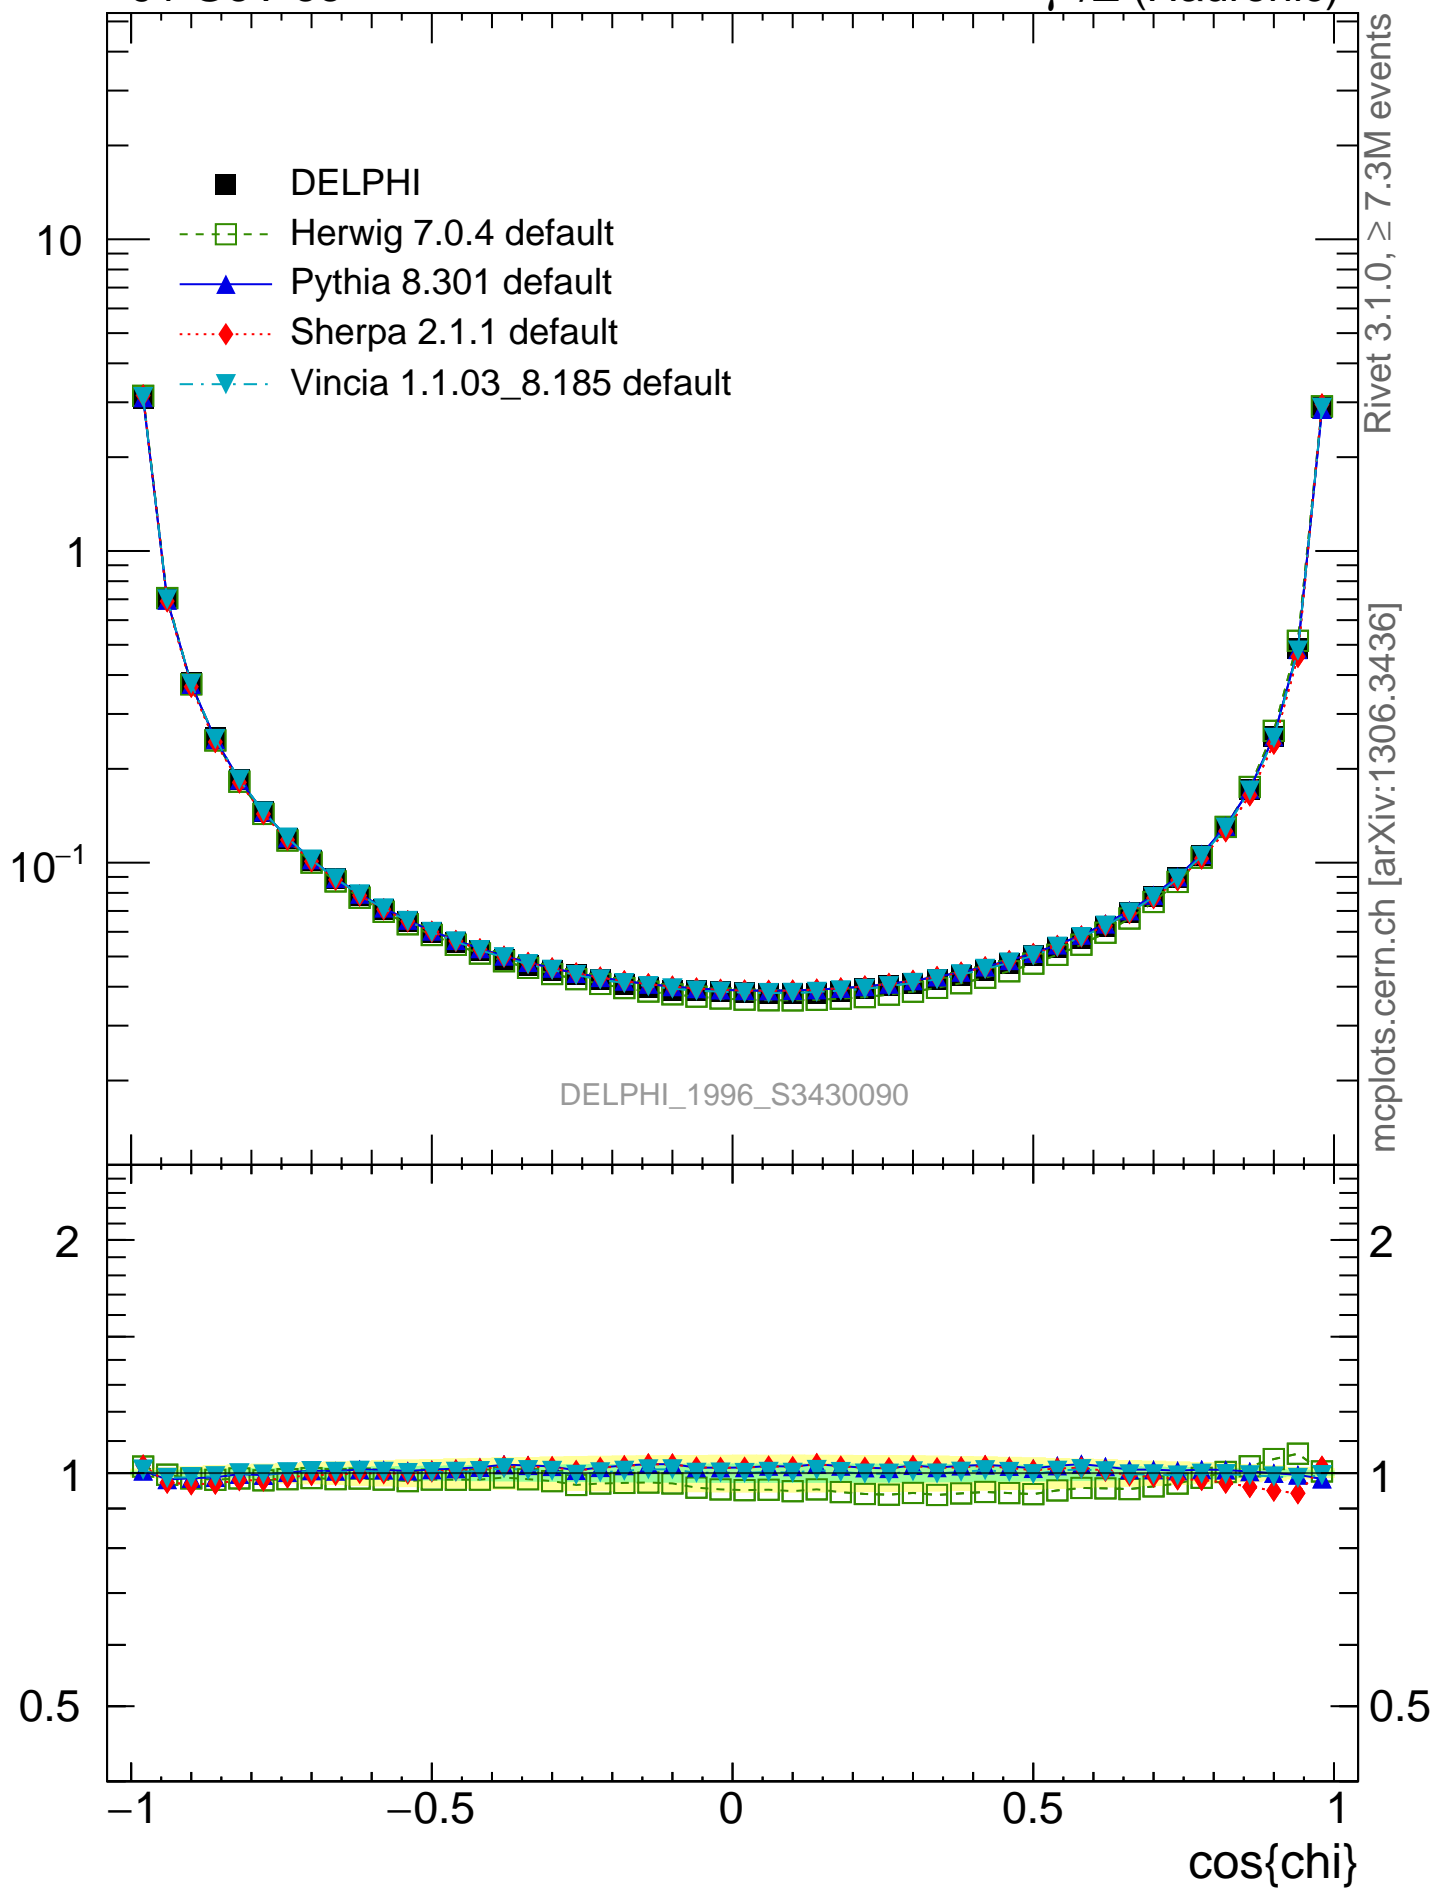 DELPHI
Herwig 7.0.4 default
Pythia 8.301 default
Sherpa 2.1.1 default
Vincia 1.1.03_8.185 default
10
1
10⁻¹
DELPHI_1996_S3430090
Rivet 3.1.0, ≥ 7.3M events
mcplots.cern.ch [arXiv:1306.3436]
2
1
0.5
2
1
0.5
−1 −0.5 0 0.5 1
cos{chi}